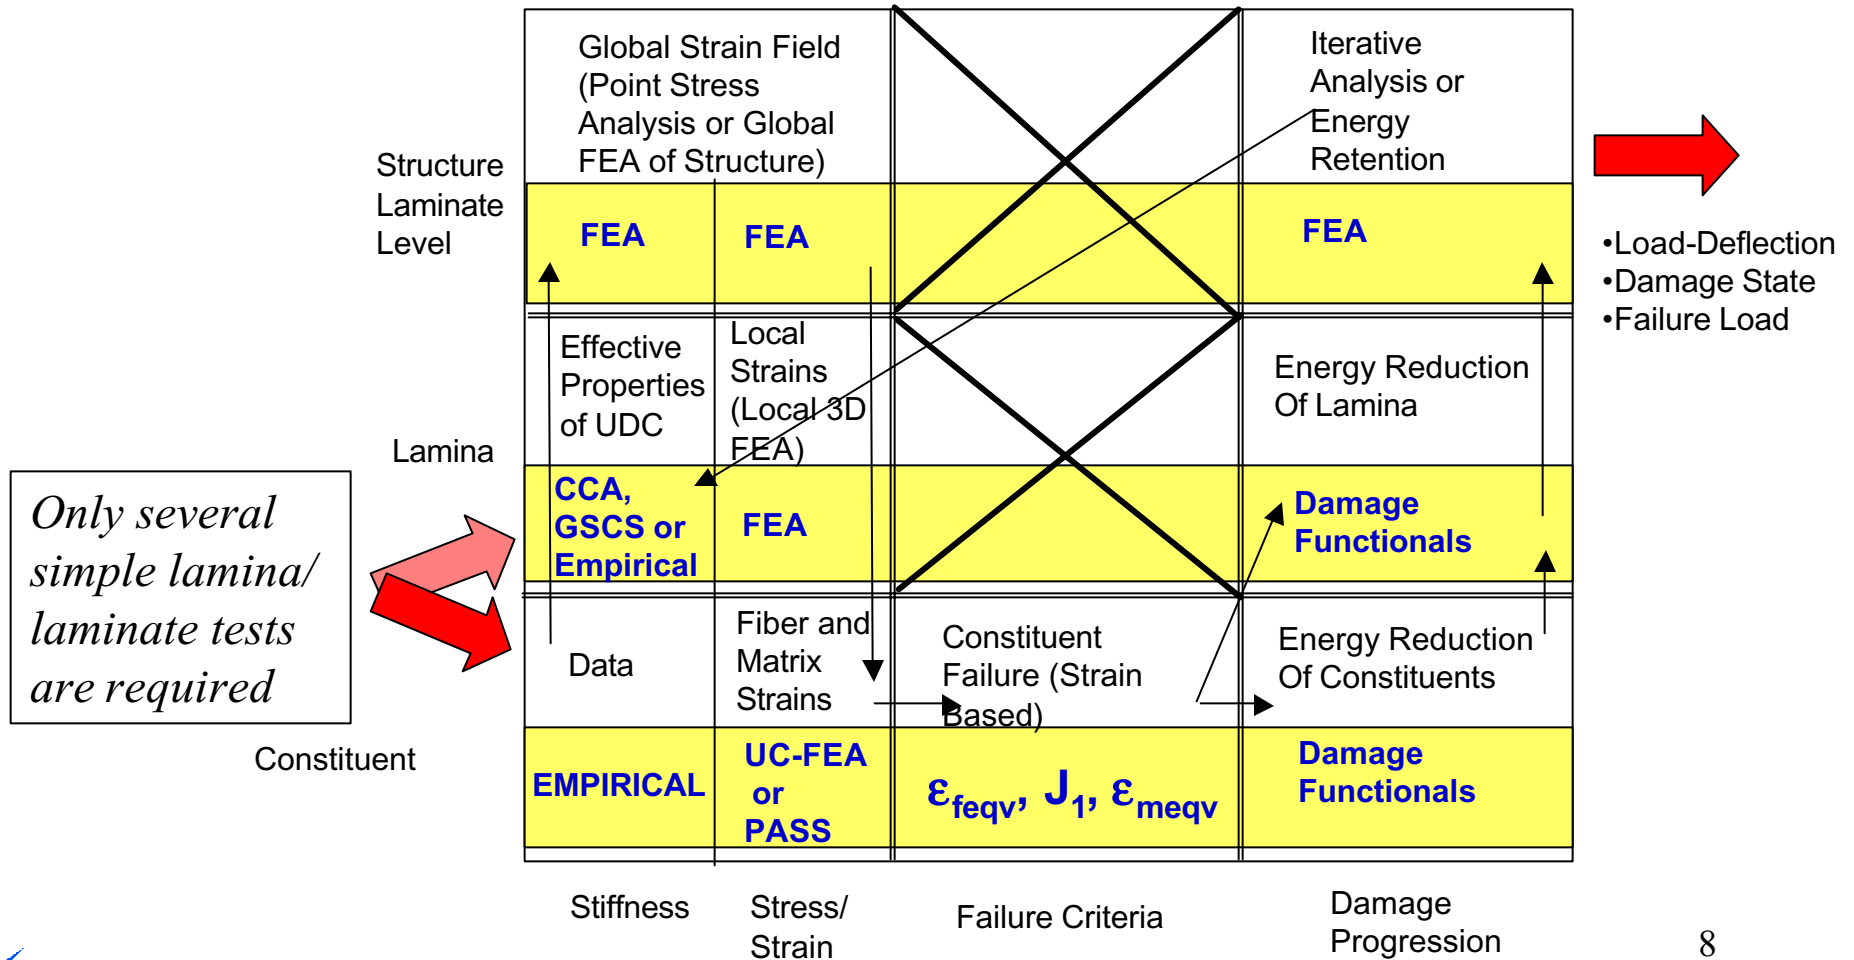 Global Strain Field
(Point Stress
Analysis or Global
FEA of Structure)
Iterative
Analysis or
Energy
Retention
Structure
Laminate
Level
FEA
FEA
FEA
•Load-Deflection
•Damage State
•Failure Load
Effective
Properties
of UDC
Local
Strains
(Local 3D
FEA)
Energy Reduction
Of Lamina
Lamina
CCA,
GSCS or
Empirical
FEA
Damage
Functionals
Only several
simple lamina/
laminate tests
are required
Data
Fiber and
Matrix
Strains
Constituent
Failure (Strain
Based)
Energy Reduction
Of Constituents
Constituent
EMPIRICAL
UC-FEA
or
PASS
εfeqv, J1, εmeqv
Damage
Functionals
Stiffness
Stress/
Strain
Failure Criteria
Damage
Progression
8